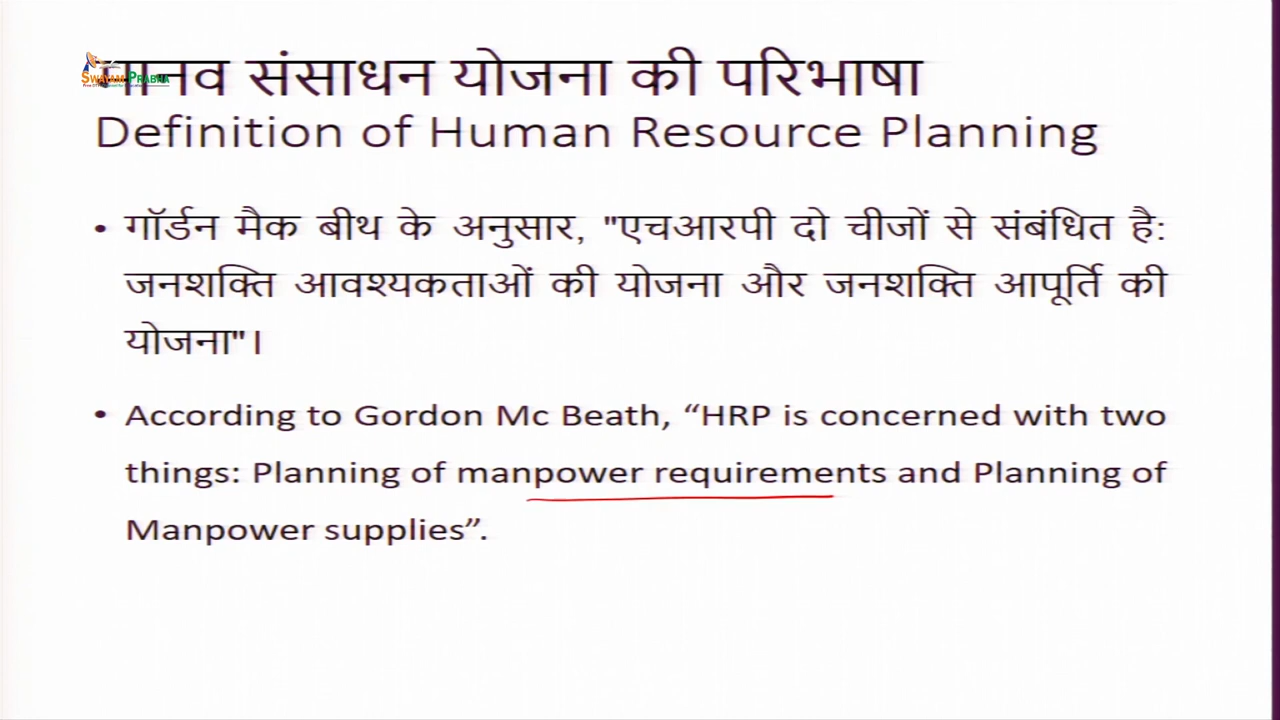 मानव संसाधन योजना की परिभाषा
SWAYAM PRABHA
Definition of Human Resource Planning
• गॉर्डन मैक बीथ के अनुसार, "एचआरपी दो चीजों से संबंधित है:
जनशक्ति आवश्यकताओं की योजना और जनशक्ति आपूर्ति की
योजना"।
• According to Gordon Mc Beath, “HRP is concerned with two
things: Planning of manpower requirements and Planning of
Manpower supplies”.